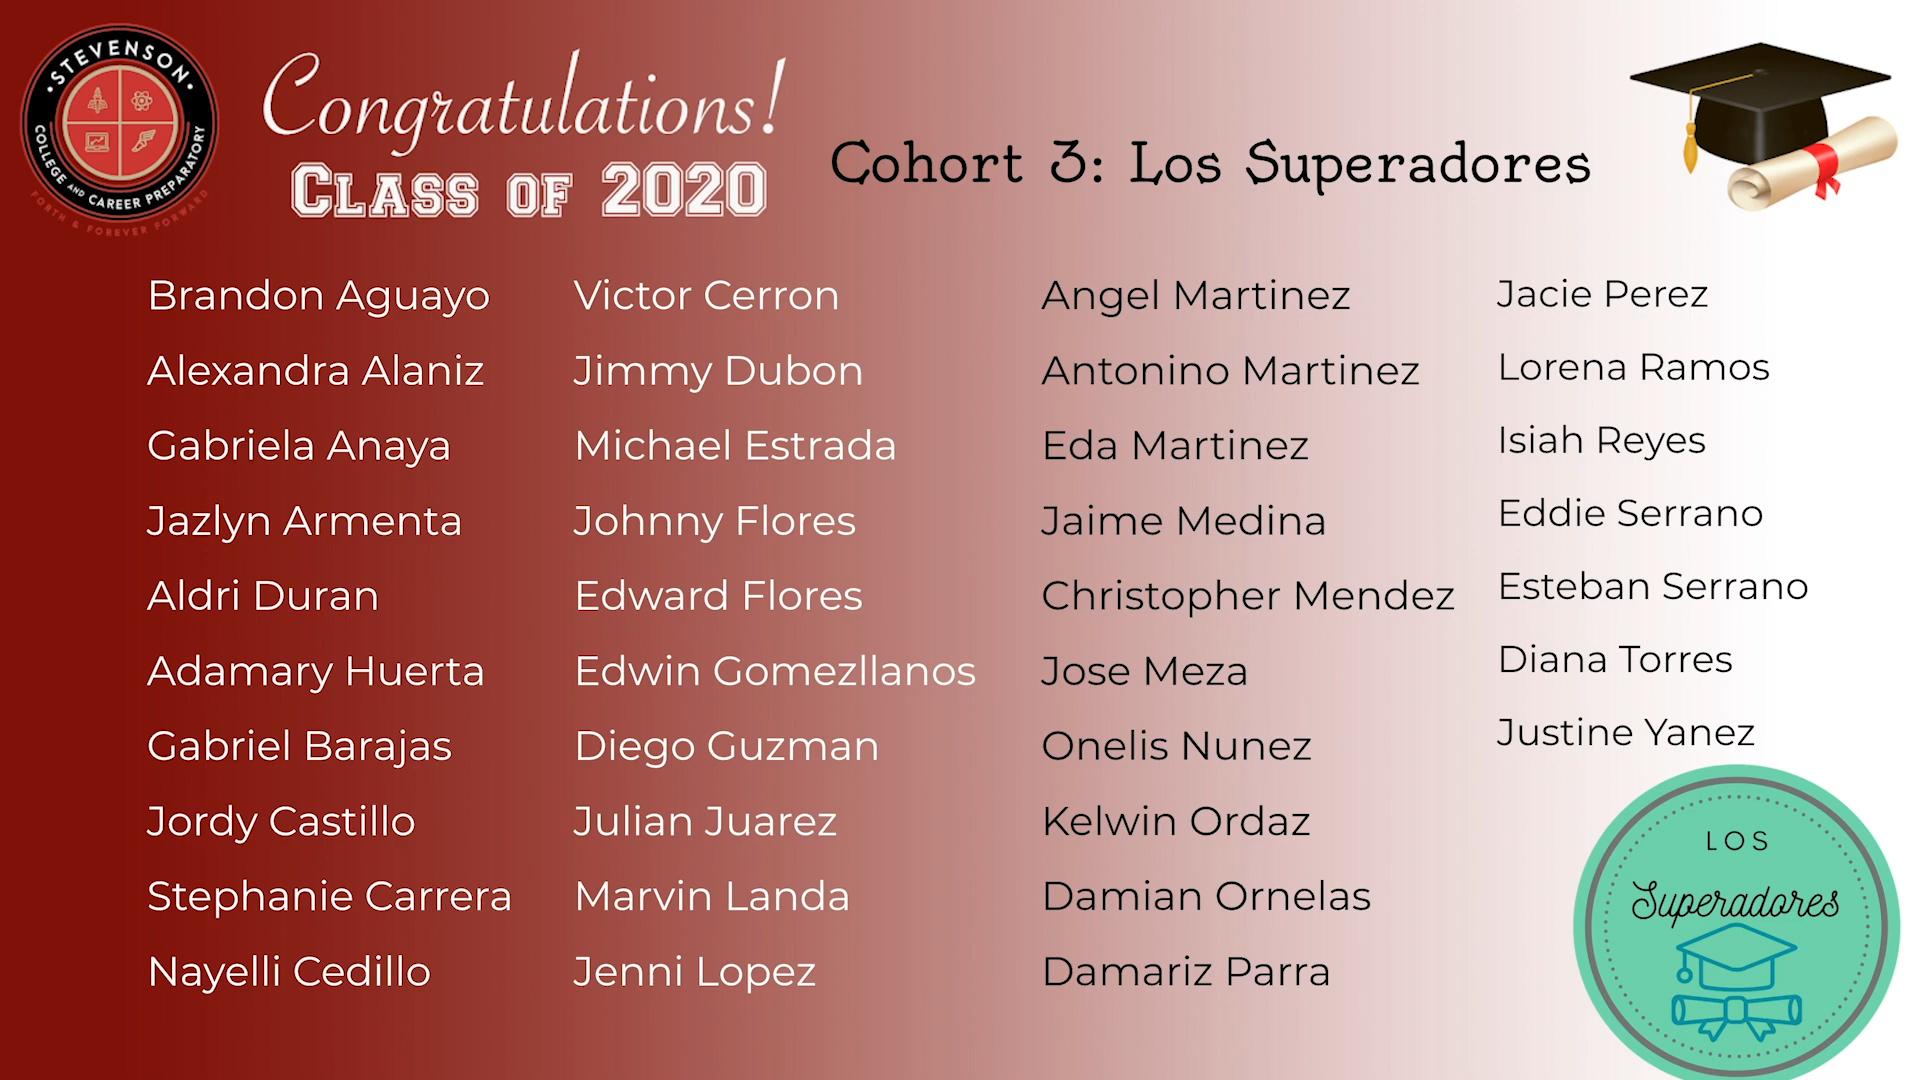 STEVENSON
COLLEGE AND CAREER PREPARATORY
FORTH & FOREVER FORWARD
Congratulations!
CLASS OF 2020
Cohort 3: Los Superadores
Brandon Aguayo
Alexandra Alaniz
Gabriela Anaya
Jazlyn Armenta
Aldri Duran
Adamary Huerta
Gabriel Barajas
Jordy Castillo
Stephanie Carrera
Nayelli Cedillo
Victor Cerron
Jimmy Dubon
Michael Estrada
Johnny Flores
Edward Flores
Edwin Gomezllanos
Diego Guzman
Julian Juarez
Marvin Landa
Jenni Lopez
Angel Martinez
Antonino Martinez
Eda Martinez
Jaime Medina
Christopher Mendez
Jose Meza
Onelis Nunez
Kelwin Ordaz
Damian Ornelas
Damariz Parra
Jacie Perez
Lorena Ramos
Isiah Reyes
Eddie Serrano
Esteban Serrano
Diana Torres
Justine Yanez
LOS
Superadores